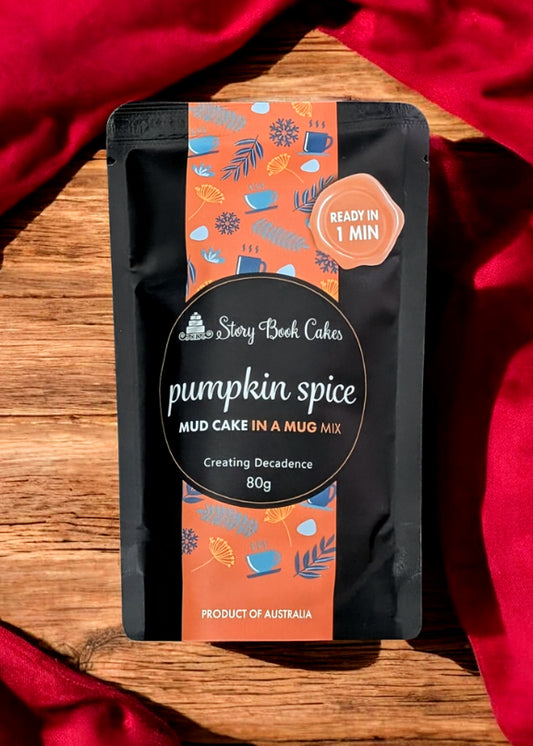 READY IN
1 MIN
Story Book Cakes
pumpkin spice
MUD CAKE IN A MUG MIX
Creating Decadence
80g
PRODUCT OF AUSTRALIA